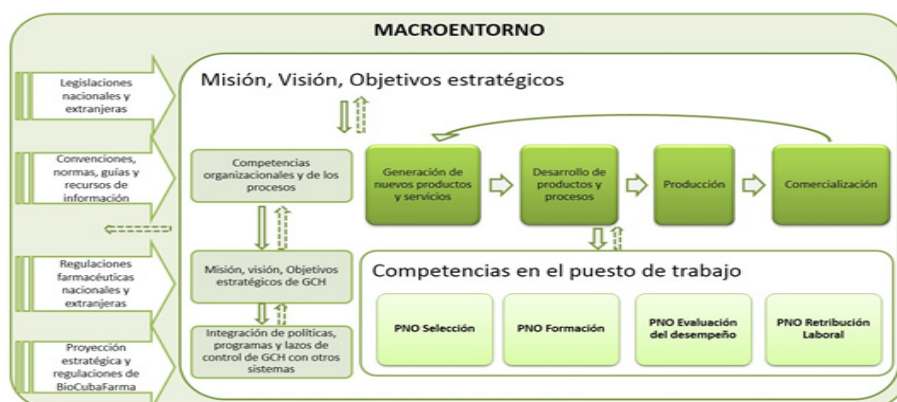 MACROENTORNO
Legislaciones
nacionales y
extranjeras
Convenciones,
normas, guías y
recursos de
información
Regulaciones
farmacéuticas
nacionales y
extranjeras
Proyección
estratégica y
regulaciones de
BioCubaFarma
Misión, Visión, Objetivos estratégicos
Competencias
organizacionales y de los
procesos
Misión, visión, Objetivos
estratégicos de GCH
Integración de políticas,
programas y lazos de
control de GCH con otros
sistemas
Generación de
nuevos productos
y servicios
Desarrollo de
productos y
procesos
Producción
Comercialización
Competencias en el puesto de trabajo
PNO Selección
PNO Formación
PNO Evaluación
del desempeño
PNO Retribución
Laboral